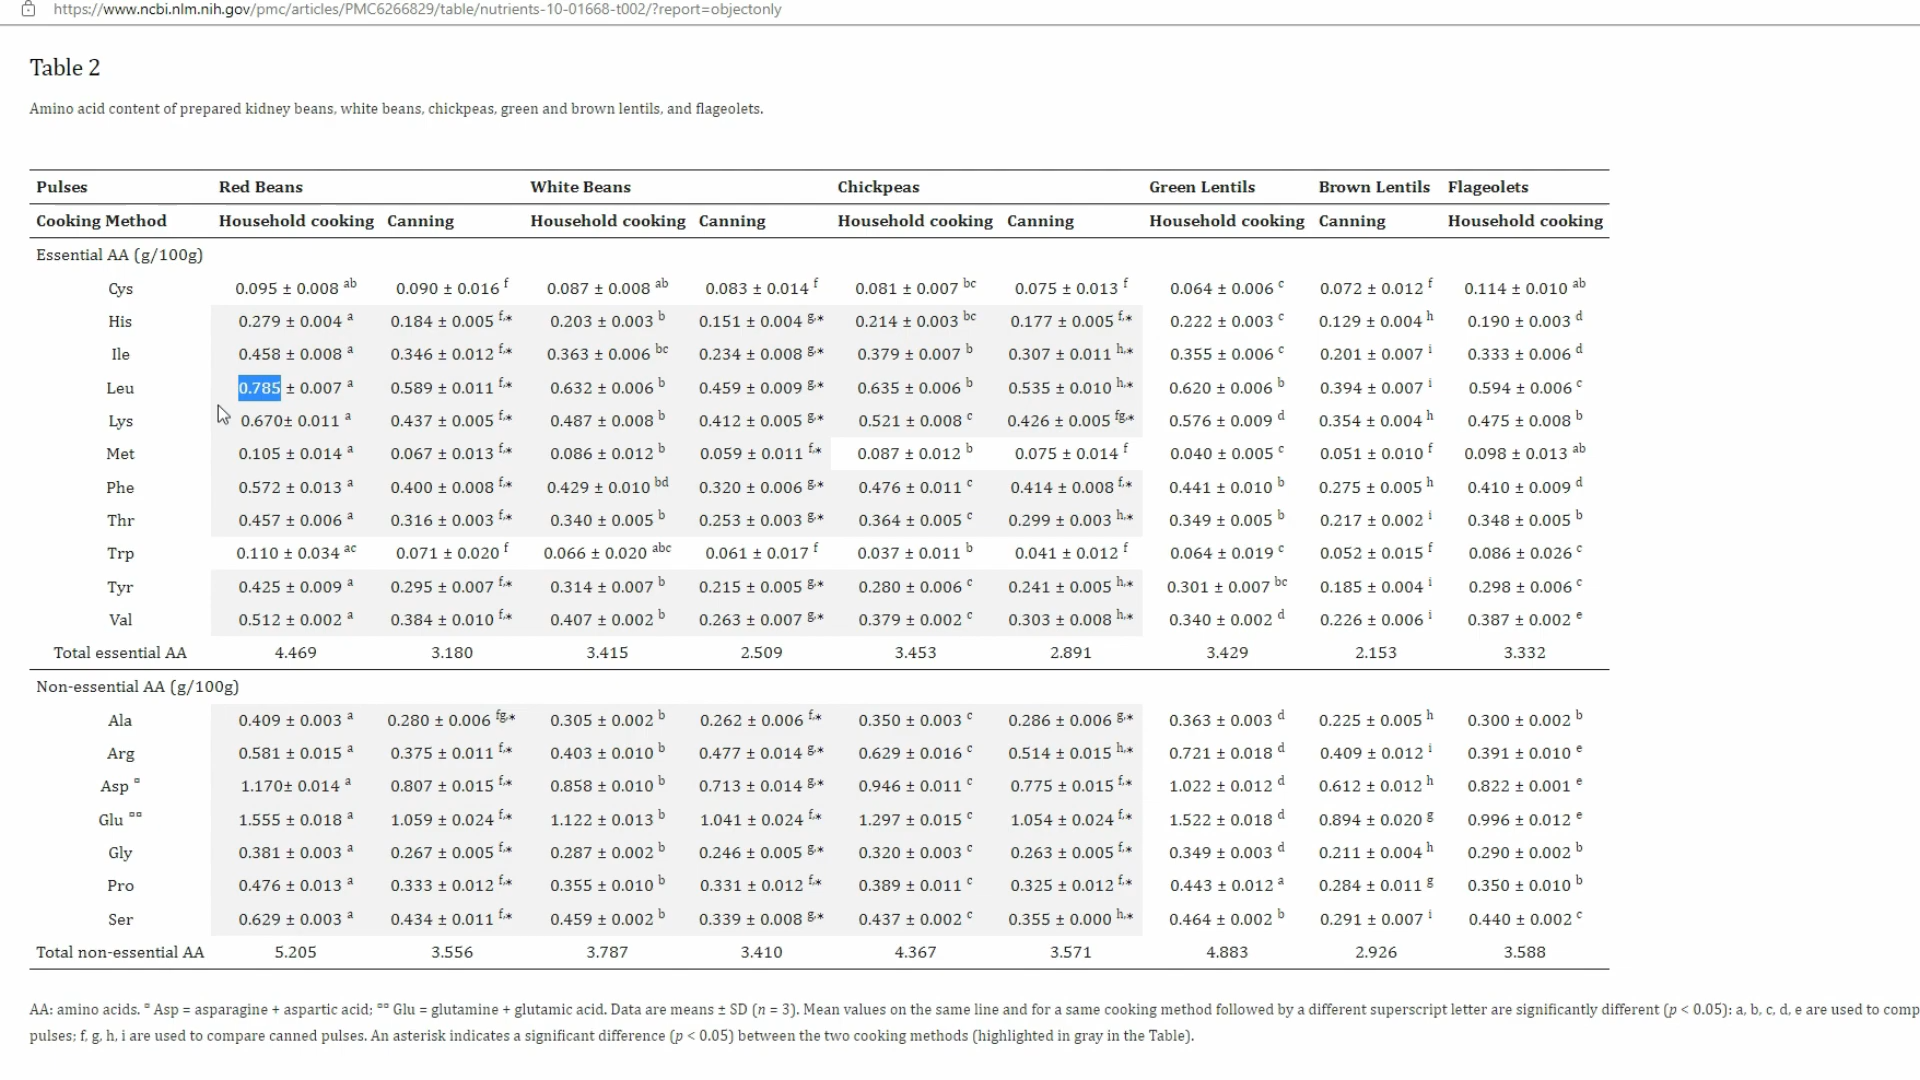 https://www.ncbi.nlm.nih.gov/pmc/articles/PMC6266829/table/nutrients-10-01668-t002/?report=objectonly
Table 2
Amino acid content of prepared kidney beans, white beans, chickpeas, green and brown lentils, and flageolets.
Pulses Red Beans White Beans Chickpeas Green Lentils Brown Lentils Flageolets
Cooking Method Household cooking Canning Household cooking Canning Household cooking Canning Household cooking Canning Household cooking
Essential AA (g/100g)
Cys 0.095 ± 0.008 ab 0.090 ± 0.016 f 0.087 ± 0.008 ab 0.083 ± 0.014 f 0.081 ± 0.007 bc 0.075 ± 0.013 f 0.064 ± 0.006 c 0.072 ± 0.012 f 0.114 ± 0.010 ab
His 0.279 ± 0.004 a 0.184 ± 0.005 f,* 0.203 ± 0.003 b 0.151 ± 0.004 g,* 0.214 ± 0.003 bc 0.177 ± 0.005 f,* 0.222 ± 0.003 c 0.129 ± 0.004 h 0.190 ± 0.003 d
Ile 0.458 ± 0.008 a 0.346 ± 0.012 f,* 0.363 ± 0.006 bc 0.234 ± 0.008 g,* 0.379 ± 0.007 b 0.307 ± 0.011 h,* 0.355 ± 0.006 c 0.201 ± 0.007 i 0.333 ± 0.006 d
Leu 0.785 ± 0.007 a 0.589 ± 0.011 f,* 0.632 ± 0.006 b 0.459 ± 0.009 g,* 0.635 ± 0.006 b 0.535 ± 0.010 h,* 0.620 ± 0.006 b 0.394 ± 0.007 i 0.594 ± 0.006 c
Lys 0.670± 0.011 a 0.437 ± 0.005 f,* 0.487 ± 0.008 b 0.412 ± 0.005 g,* 0.521 ± 0.008 c 0.426 ± 0.005 fg,* 0.576 ± 0.009 d 0.354 ± 0.004 h 0.475 ± 0.008 b
Met 0.105 ± 0.014 a 0.067 ± 0.013 f,* 0.086 ± 0.012 b 0.059 ± 0.011 f,* 0.087 ± 0.012 b 0.075 ± 0.014 f 0.040 ± 0.005 c 0.051 ± 0.010 f 0.098 ± 0.013 ab
Phe 0.572 ± 0.013 a 0.400 ± 0.008 f,* 0.429 ± 0.010 bd 0.320 ± 0.006 g,* 0.476 ± 0.011 c 0.414 ± 0.008 f,* 0.441 ± 0.010 b 0.275 ± 0.005 h 0.410 ± 0.009 d
Thr 0.457 ± 0.006 a 0.316 ± 0.003 f,* 0.340 ± 0.005 b 0.253 ± 0.003 g,* 0.364 ± 0.005 c 0.299 ± 0.003 h,* 0.349 ± 0.005 b 0.217 ± 0.002 i 0.348 ± 0.005 b
Trp 0.110 ± 0.034 ac 0.071 ± 0.020 f 0.066 ± 0.020 abc 0.061 ± 0.017 f 0.037 ± 0.011 b 0.041 ± 0.012 f 0.064 ± 0.019 c 0.052 ± 0.015 f 0.086 ± 0.026 c
Tyr 0.425 ± 0.009 a 0.295 ± 0.007 f,* 0.314 ± 0.007 b 0.215 ± 0.005 g,* 0.280 ± 0.006 c 0.241 ± 0.005 h,* 0.301 ± 0.007 bc 0.185 ± 0.004 i 0.298 ± 0.006 c
Val 0.512 ± 0.002 a 0.384 ± 0.010 f,* 0.407 ± 0.002 b 0.263 ± 0.007 g,* 0.379 ± 0.002 c 0.303 ± 0.008 h,* 0.340 ± 0.002 d 0.226 ± 0.006 i 0.387 ± 0.002 e
Total essential AA 4.469 3.180 3.415 2.509 3.453 2.891 3.429 2.153 3.332
Non-essential AA (g/100g)
Ala 0.409 ± 0.003 a 0.280 ± 0.006 fg,* 0.305 ± 0.002 b 0.262 ± 0.006 f,* 0.350 ± 0.003 c 0.286 ± 0.006 g,* 0.363 ± 0.003 d 0.225 ± 0.005 h 0.300 ± 0.002 b
Arg 0.581 ± 0.015 a 0.375 ± 0.011 f,* 0.403 ± 0.010 b 0.477 ± 0.014 g,* 0.629 ± 0.016 c 0.514 ± 0.015 h,* 0.721 ± 0.018 d 0.409 ± 0.012 i 0.391 ± 0.010 e
Asp ¤ 1.170± 0.014 a 0.807 ± 0.015 f,* 0.858 ± 0.010 b 0.713 ± 0.014 g,* 0.946 ± 0.011 c 0.775 ± 0.015 f,* 1.022 ± 0.012 d 0.612 ± 0.012 h 0.822 ± 0.001 e
Glu ¤¤ 1.555 ± 0.018 a 1.059 ± 0.024 f,* 1.122 ± 0.013 b 1.041 ± 0.024 f,* 1.297 ± 0.015 c 1.054 ± 0.024 f,* 1.522 ± 0.018 d 0.894 ± 0.020 g 0.996 ± 0.012 e
Gly 0.381 ± 0.003 a 0.267 ± 0.005 f,* 0.287 ± 0.002 b 0.246 ± 0.005 g,* 0.320 ± 0.003 c 0.263 ± 0.005 f,* 0.349 ± 0.003 d 0.211 ± 0.004 h 0.290 ± 0.002 b
Pro 0.476 ± 0.013 a 0.333 ± 0.012 f,* 0.355 ± 0.010 b 0.331 ± 0.012 f,* 0.389 ± 0.011 c 0.325 ± 0.012 f,* 0.443 ± 0.012 a 0.284 ± 0.011 g 0.350 ± 0.010 b
Ser 0.629 ± 0.003 a 0.434 ± 0.011 f,* 0.459 ± 0.002 b 0.339 ± 0.008 g,* 0.437 ± 0.002 c 0.355 ± 0.000 h,* 0.464 ± 0.002 b 0.291 ± 0.007 i 0.440 ± 0.002 c
Total non-essential AA 5.205 3.556 3.787 3.410 4.367 3.571 4.883 2.926 3.588
AA: amino acids. ¤ Asp = asparagine + aspartic acid; ¤¤ Glu = glutamine + glutamic acid. Data are means ± SD (n = 3). Mean values on the same line and for a same cooking method followed by a different superscript letter are significantly different (p < 0.05): a, b, c, d, e are used to comp
pulses; f, g, h, i are used to compare canned pulses. An asterisk indicates a significant difference (p < 0.05) between the two cooking methods (highlighted in gray in the Table).